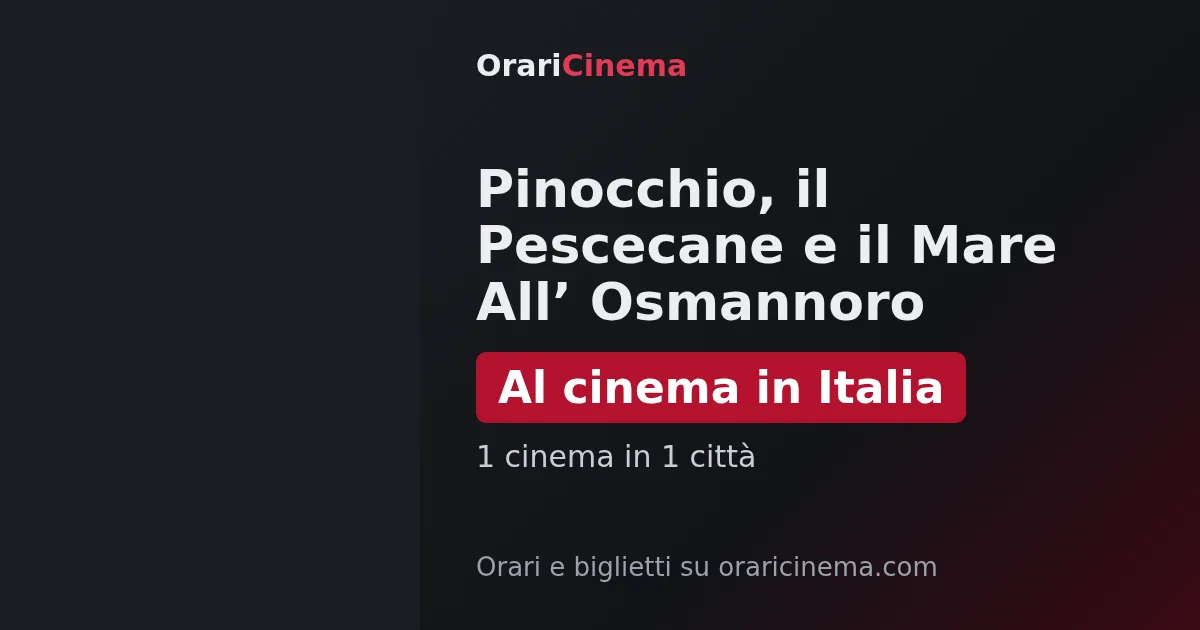 OrariCinema
Pinocchio, il
Pescecane e il Mare
All’ Osmannoro
Al cinema in Italia
1 cinema in 1 città
Orari e biglietti su oraricinema.com